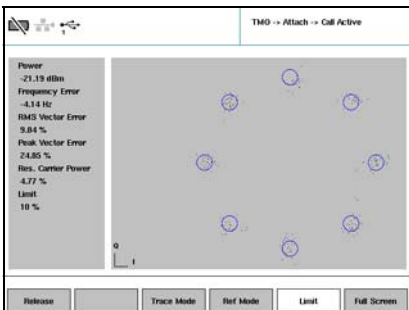 TMO -> Attach -> Call Active
1
Power
-21.19 dBm
Frequency Error
-4.14 Hz
RMS Vector Error
9.84 %
Peak Vector Error
24.85 %
Res. Carrier Power
4.77 %
Limit
10 %
Q
I
Release
Trace Mode
Ref Mode
Limit
Full Screen